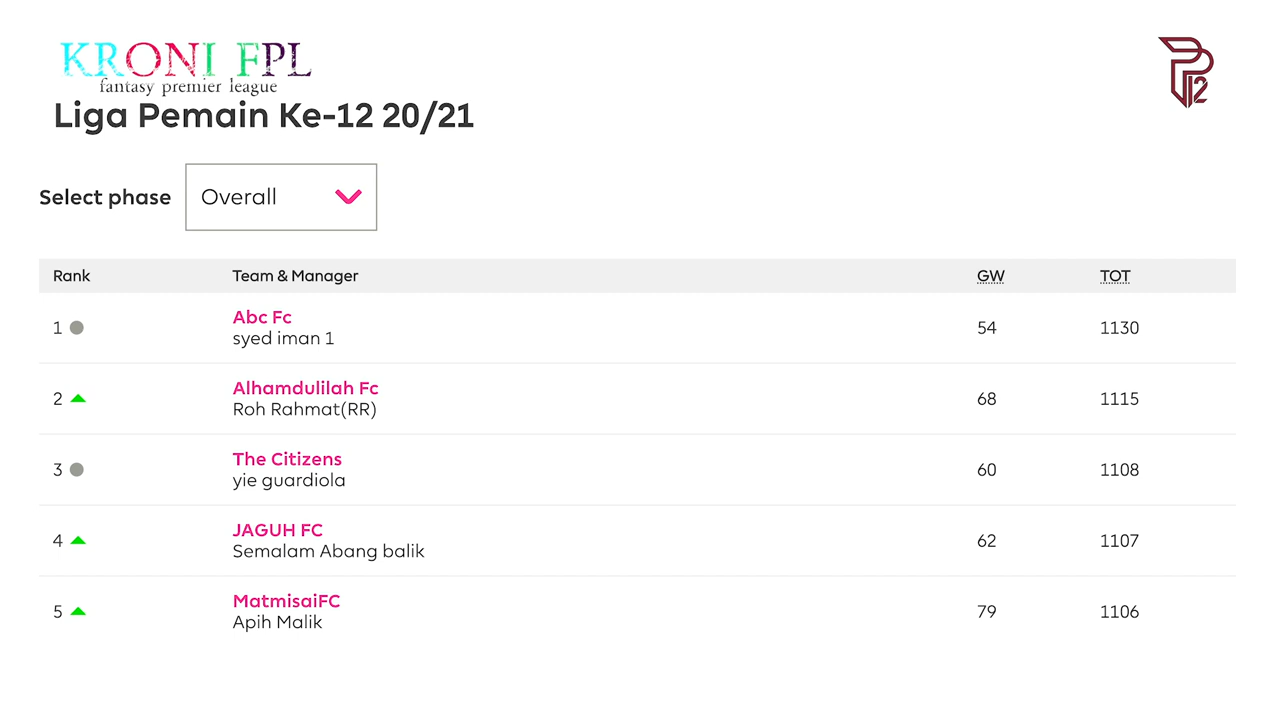 KRONI FPL
fantasy premier league
Liga Pemain Ke-12 20/21
P12
Select phase Overall
Rank Team & Manager GW TOT
1 Abc Fc 54 1130
syed iman 1
2 Alhamdulilah Fc 68 1115
Roh Rahmat(RR)
3 The Citizens 60 1108
yie guardiola
4 JAGUH FC 62 1107
Semalam Abang balik
5 MatmisaiFC 79 1106
Apih Malik